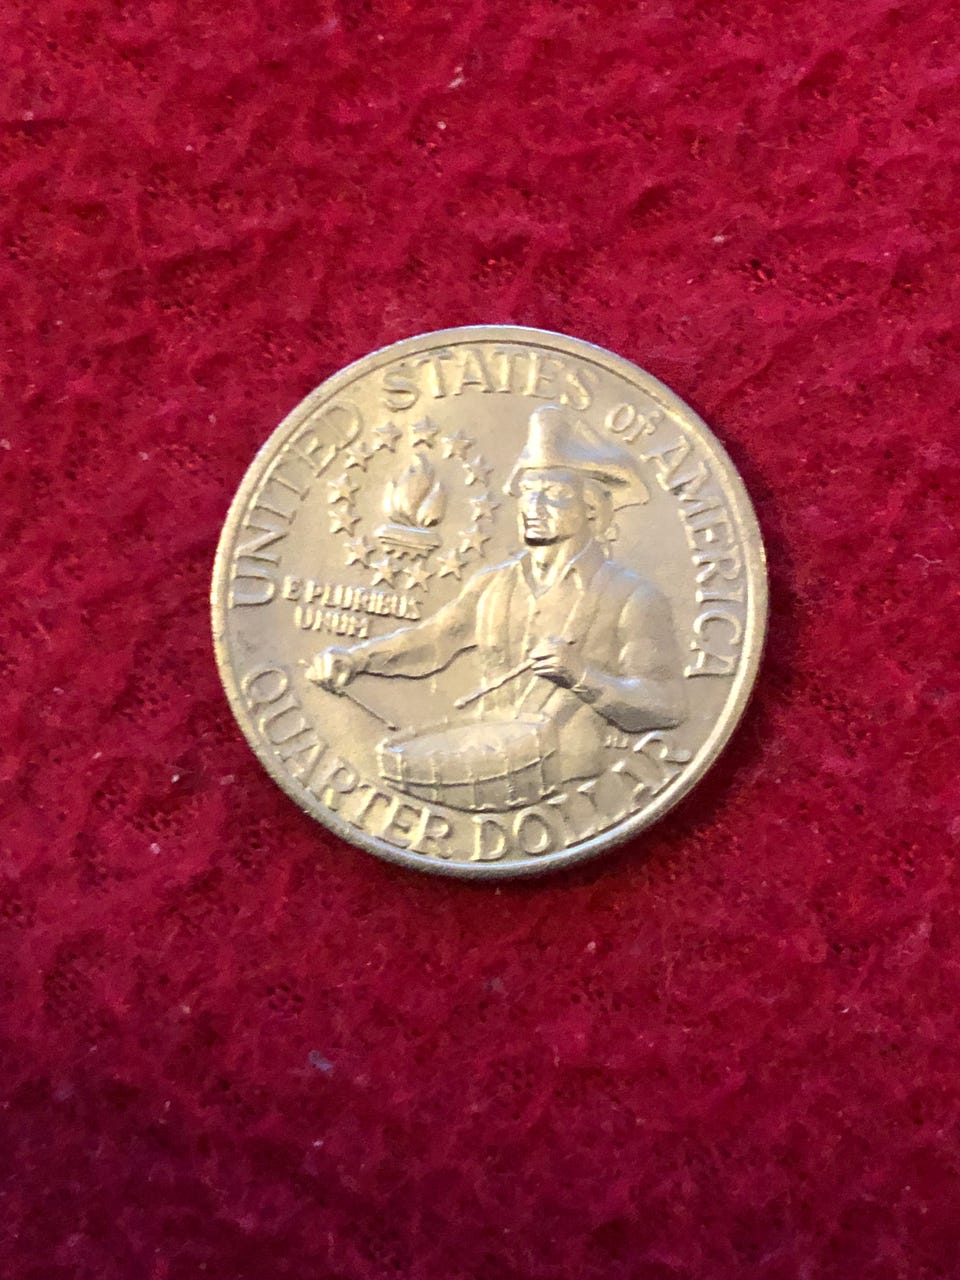 UNITED STATES of AMERICA
E PLURIBUS
UNUM
QUARTER DOLLAR